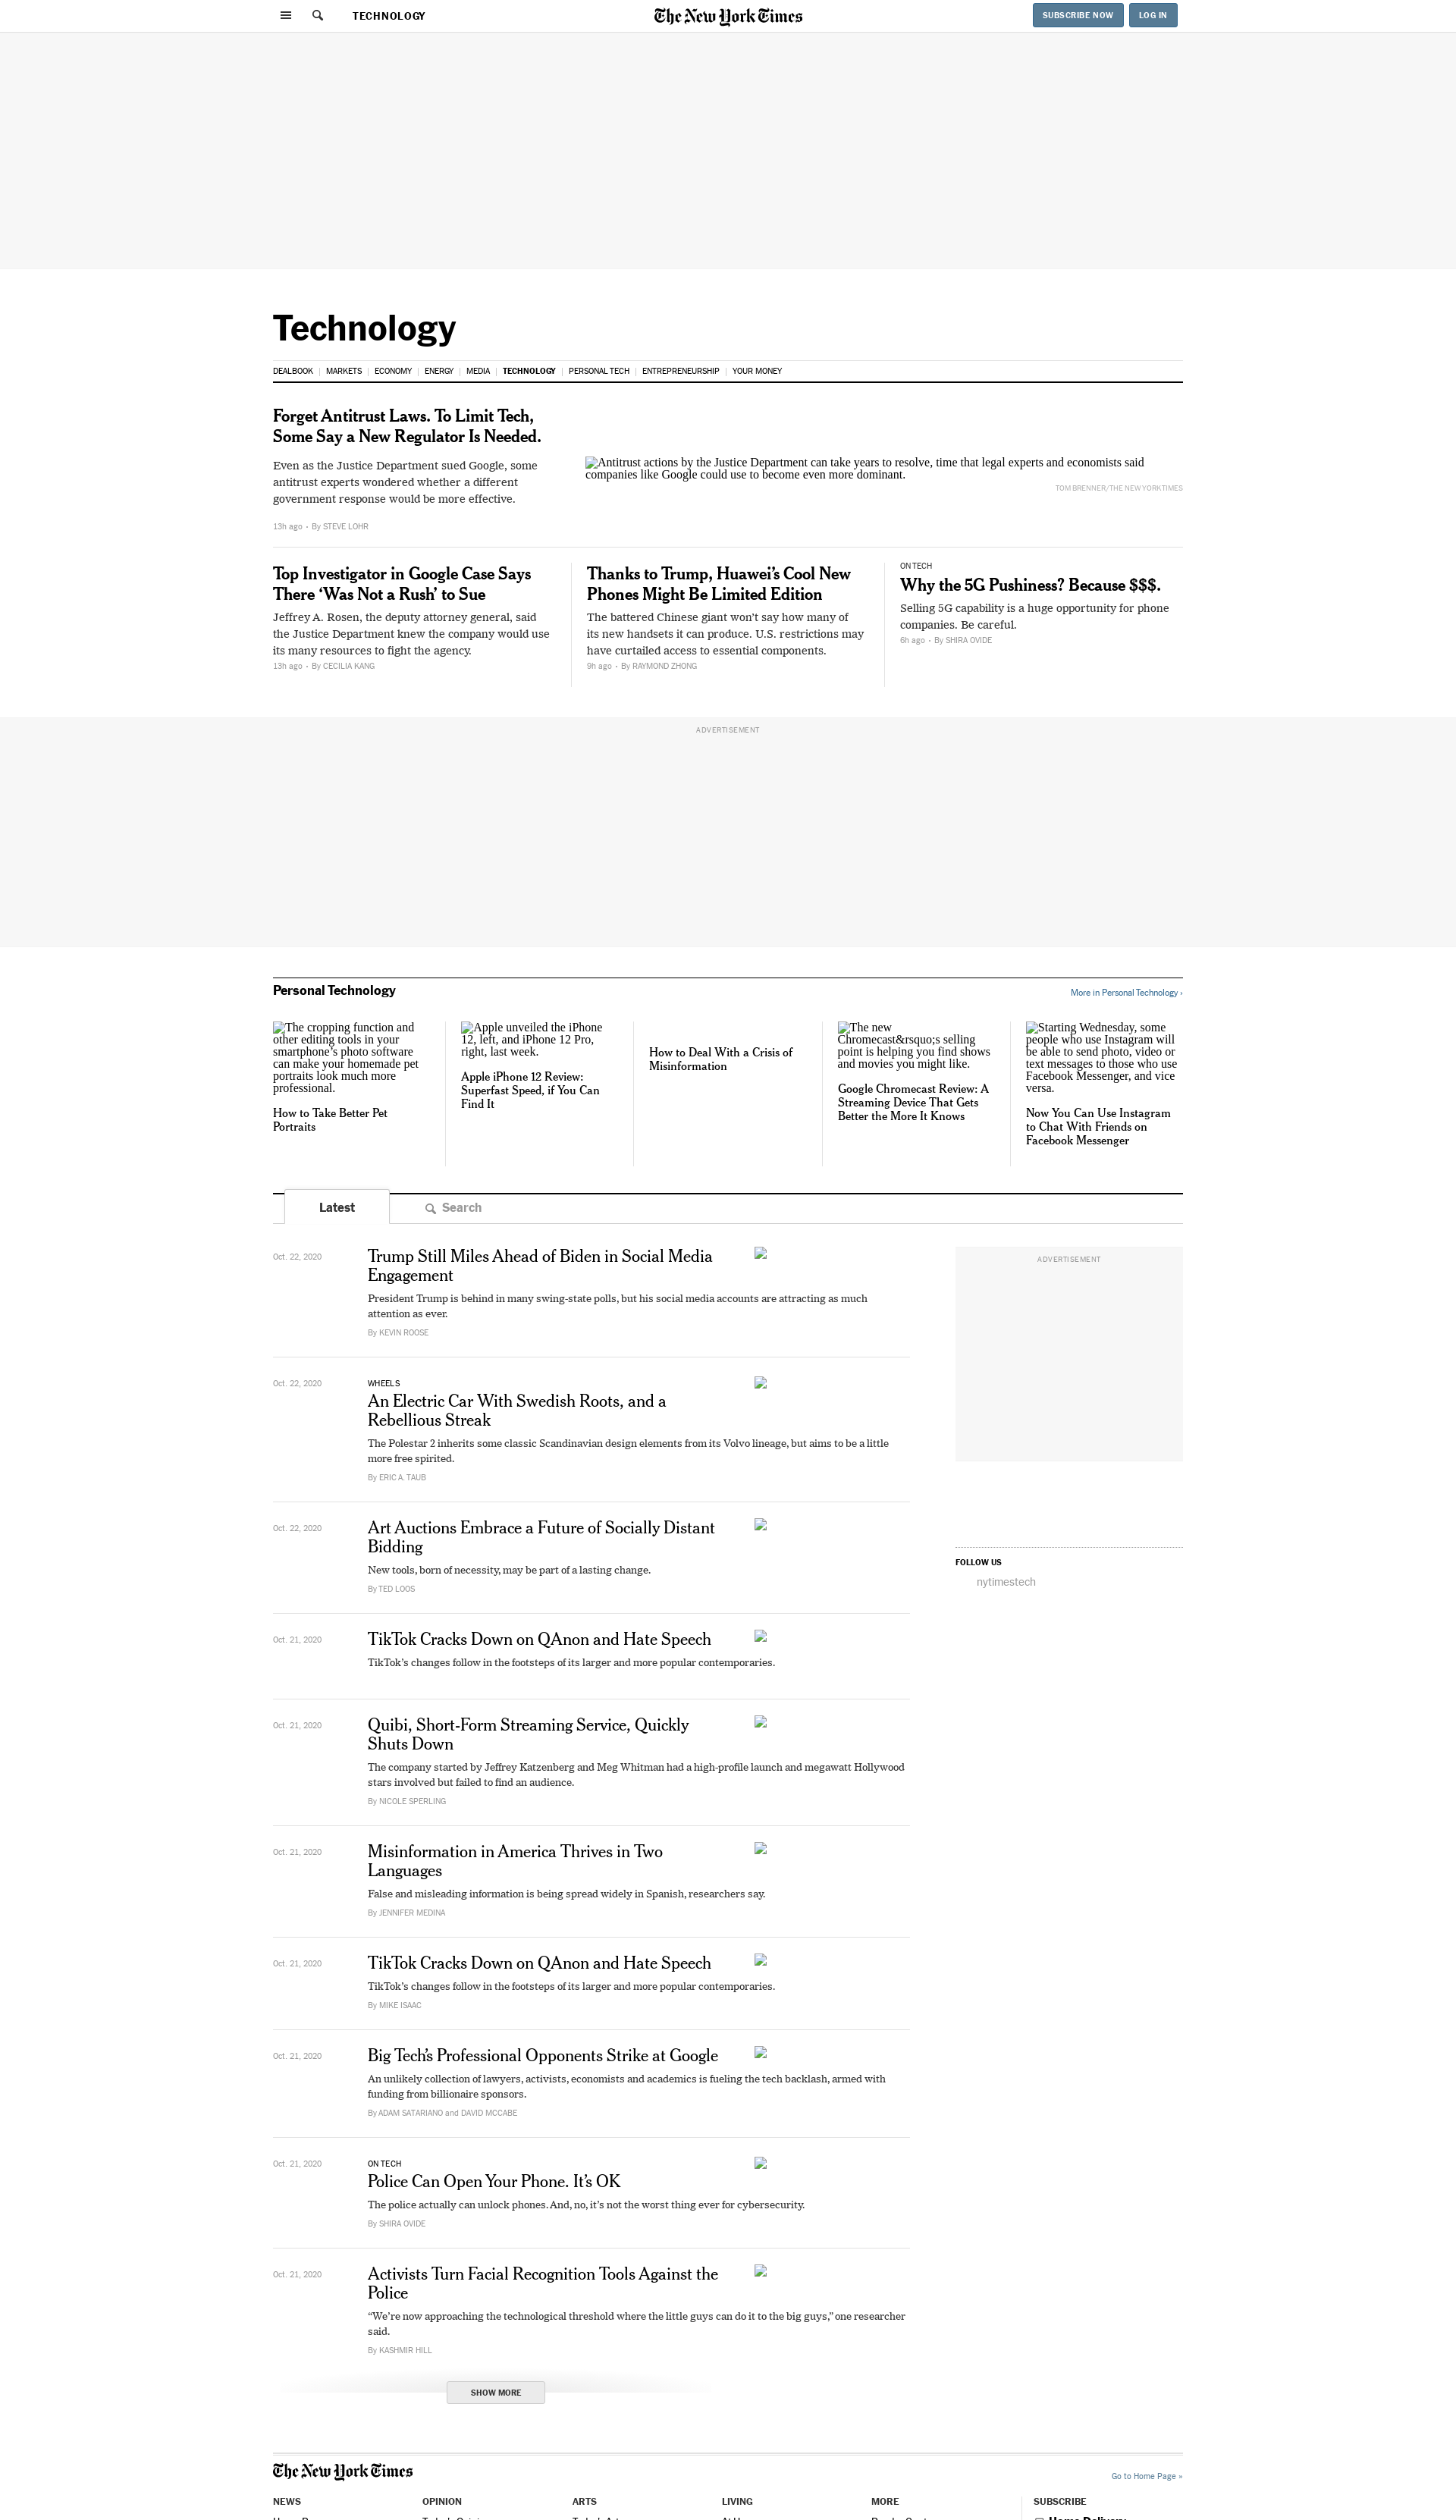 TECHNOLOGY
The New York Times
SUBSCRIBE NOW
LOG IN
Technology
DEALBOOK
MARKETS
ECONOMY
ENERGY
MEDIA
TECHNOLOGY
PERSONAL TECH
ENTREPRENEURSHIP
YOUR MONEY
Forget Antitrust Laws. To Limit Tech,
Some Say a New Regulator Is Needed.
Even as the Justice Department sued Google, some
antitrust experts wondered whether a different
government response would be more effective.
13h ago • By STEVE LOHR
Antitrust actions by the Justice Department can take years to resolve, time that legal experts and economists said
companies like Google could use to become even more dominant.
TOM BRENNER/THE NEW YORK TIMES
Top Investigator in Google Case Says
There ‘Was Not a Rush’ to Sue
Jeffrey A. Rosen, the deputy attorney general, said
the Justice Department knew the company would use
its many resources to fight the agency.
13h ago • By CECILIA KANG
Thanks to Trump, Huawei’s Cool New
Phones Might Be Limited Edition
The battered Chinese giant won’t say how many of
its new handsets it can produce. U.S. restrictions may
have curtailed access to essential components.
9h ago • By RAYMOND ZHONG
ON TECH
Why the 5G Pushiness? Because $$$.
Selling 5G capability is a huge opportunity for phone
companies. Be careful.
6h ago • By SHIRA OVIDE
ADVERTISEMENT
Personal Technology
More in Personal Technology ›
The cropping function and
other editing tools in your
smartphone’s photo software
can make your homemade pet
portraits look much more
professional.
How to Take Better Pet
Portraits
Apple unveiled the iPhone
12, left, and iPhone 12 Pro,
right, last week.
Apple iPhone 12 Review:
Superfast Speed, if You Can
Find It
How to Deal With a Crisis of
Misinformation
The new
Chromecast&rsquo;s selling
point is helping you find shows
and movies you might like.
Google Chromecast Review: A
Streaming Device That Gets
Better the More It Knows
Starting Wednesday, some
people who use Instagram will
be able to send photo, video or
text messages to those who use
Facebook Messenger, and vice
versa.
Now You Can Use Instagram
to Chat With Friends on
Facebook Messenger
Latest
Search
Oct. 22, 2020
Trump Still Miles Ahead of Biden in Social Media
Engagement
President Trump is behind in many swing-state polls, but his social media accounts are attracting as much
attention as ever.
By KEVIN ROOSE
ADVERTISEMENT
Oct. 22, 2020
WHEELS
An Electric Car With Swedish Roots, and a
Rebellious Streak
The Polestar 2 inherits some classic Scandinavian design elements from its Volvo lineage, but aims to be a little
more free spirited.
By ERIC A. TAUB
Oct. 22, 2020
Art Auctions Embrace a Future of Socially Distant
Bidding
New tools, born of necessity, may be part of a lasting change.
By TED LOOS
FOLLOW US
nytimestech
Oct. 21, 2020
TikTok Cracks Down on QAnon and Hate Speech
TikTok’s changes follow in the footsteps of its larger and more popular contemporaries.
Oct. 21, 2020
Quibi, Short-Form Streaming Service, Quickly
Shuts Down
The company started by Jeffrey Katzenberg and Meg Whitman had a high-profile launch and megawatt Hollywood
stars involved but failed to find an audience.
By NICOLE SPERLING
Oct. 21, 2020
Misinformation in America Thrives in Two
Languages
False and misleading information is being spread widely in Spanish, researchers say.
By JENNIFER MEDINA
Oct. 21, 2020
TikTok Cracks Down on QAnon and Hate Speech
TikTok’s changes follow in the footsteps of its larger and more popular contemporaries.
By MIKE ISAAC
Oct. 21, 2020
Big Tech’s Professional Opponents Strike at Google
An unlikely collection of lawyers, activists, economists and academics is fueling the tech backlash, armed with
funding from billionaire sponsors.
By ADAM SATARIANO and DAVID MCCABE
Oct. 21, 2020
ON TECH
Police Can Open Your Phone. It’s OK
The police actually can unlock phones. And, no, it’s not the worst thing ever for cybersecurity.
By SHIRA OVIDE
Oct. 21, 2020
Activists Turn Facial Recognition Tools Against the
Police
“We’re now approaching the technological threshold where the little guys can do it to the big guys,” one researcher
said.
By KASHMIR HILL
SHOW MORE
The New York Times
Go to Home Page »
NEWS
OPINION
ARTS
LIVING
MORE
SUBSCRIBE